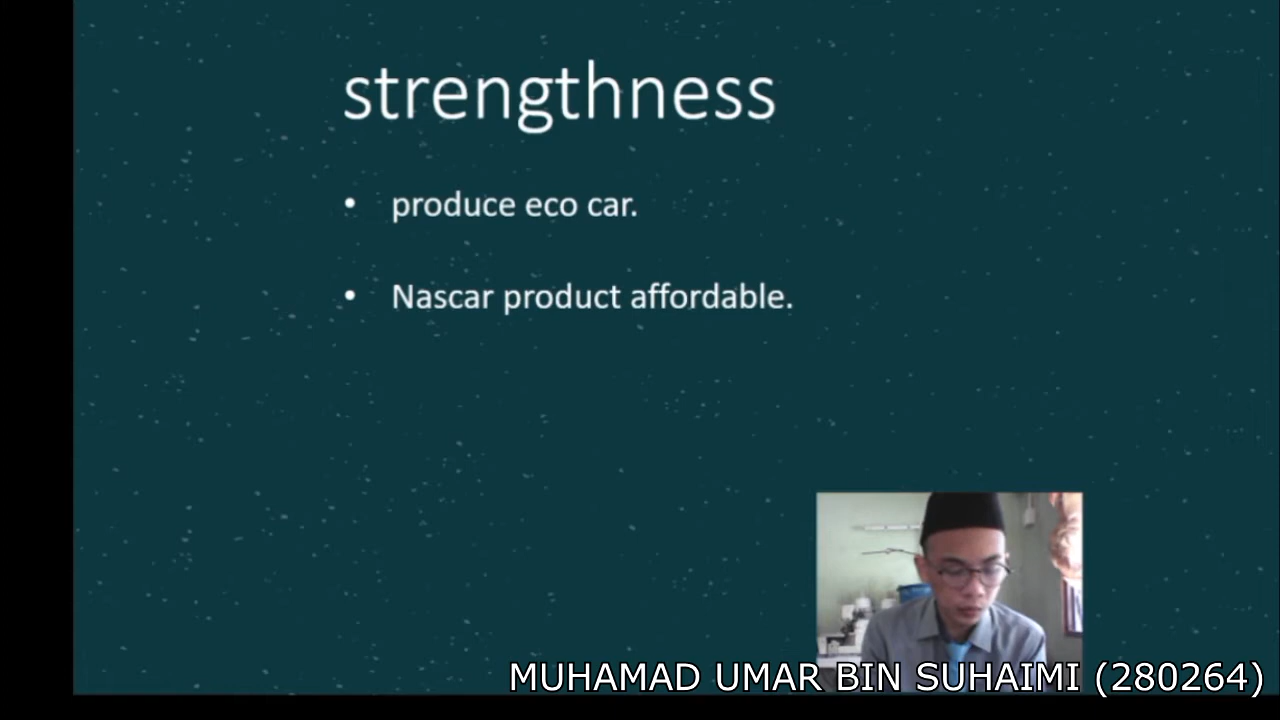 strengthness
• produce eco car.
• Nascar product affordable.
MUHAMAD UMAR BIN SUHAIMI (280264)